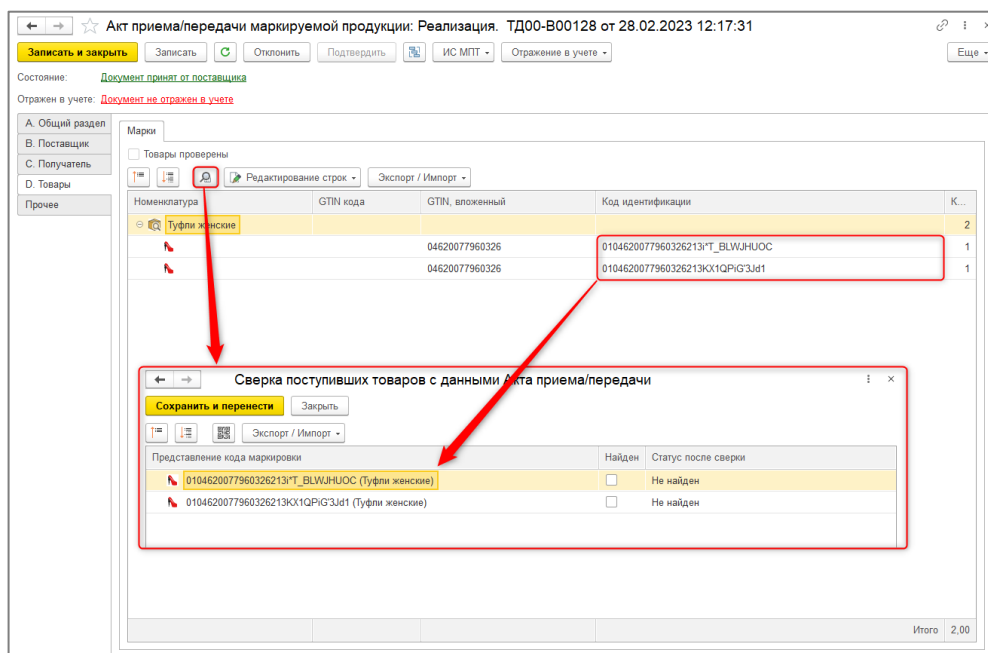 Акт приема/передачи маркируемой продукции: Реализация. ТД00-В00128 от 28.02.2023 12:17:31
Записать и закрыть Записать Отклонить Подтвердить ИС МПТ Отражение в учете Еще
Состояние: Документ принят от поставщика
Отражен в учете: Документ не отражен в учете
А. Общий раздел
В. Поставщик
С. Получатель
D. Товары
Прочее
Марки
Товары проверены
Редактирование строк Экспорт / Импорт
Номенклатура GTIN кода GTIN, вложенный Код идентификации К...
Туфли женские 2
04620077960326 0104620077960326213i*T_BLWJHUOC 1
04620077960326 0104620077960326213KX1QPiG'3Jd1 1
Сверка поступивших товаров с данными Акта приема/передачи
Сохранить и перенести Закрыть
Экспорт / Импорт
Представление кода маркировки Найден Статус после сверки
0104620077960326213i*T_BLWJHUOC (Туфли женские) Не найден
0104620077960326213KX1QPiG'3Jd1 (Туфли женские) Не найден
Итого 2,00